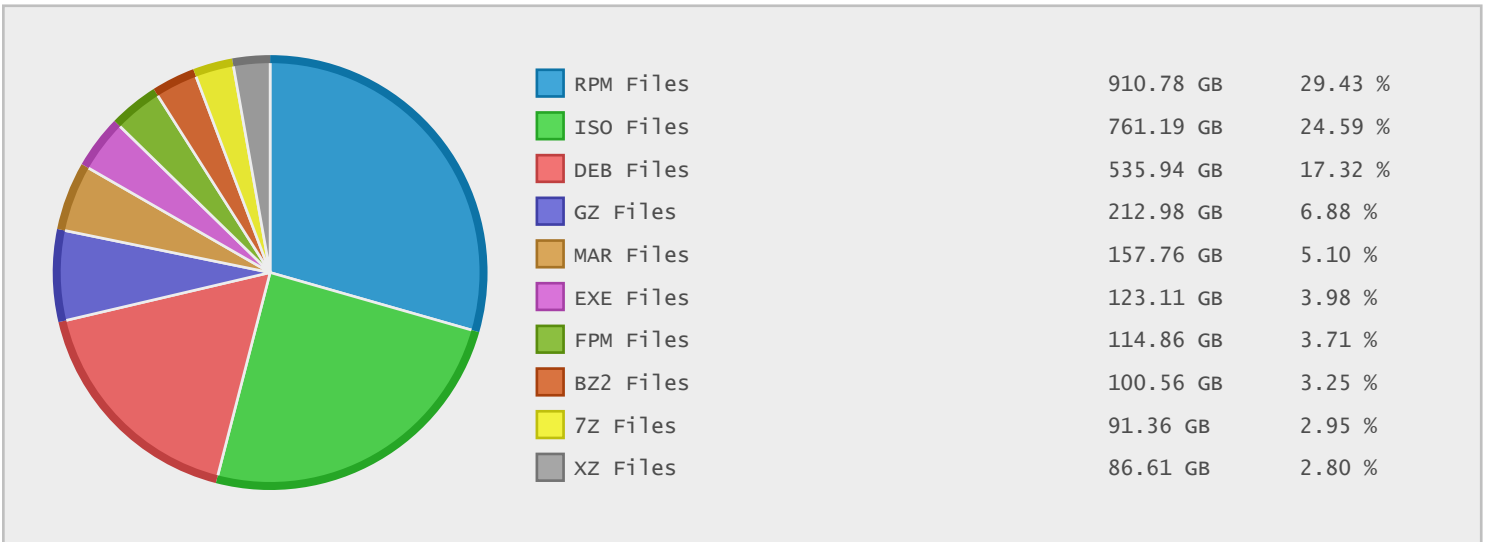 RPM Files 910.78 GB 29.43 %
ISO Files 761.19 GB 24.59 %
DEB Files 535.94 GB 17.32 %
GZ Files 212.98 GB 6.88 %
MAR Files 157.76 GB 5.10 %
EXE Files 123.11 GB 3.98 %
FPM Files 114.86 GB 3.71 %
BZ2 Files 100.56 GB 3.25 %
7Z Files 91.36 GB 2.95 %
XZ Files 86.61 GB 2.80 %